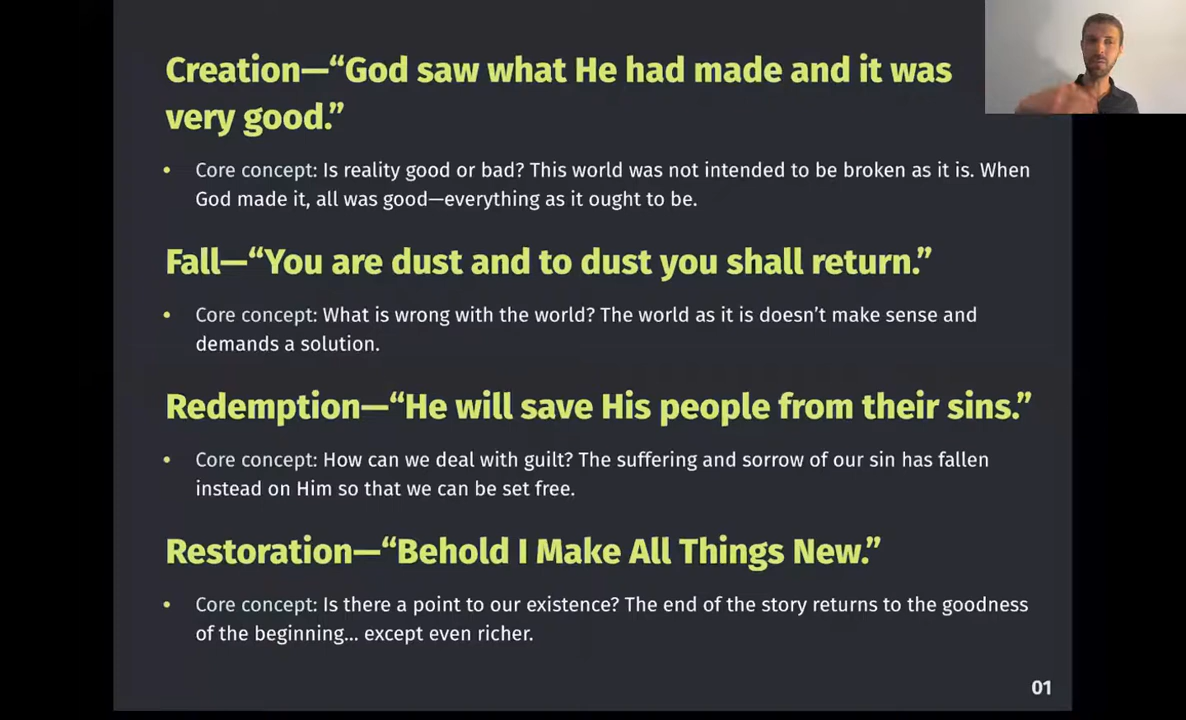 Creation—“God saw what He had made and it was
very good.”
• Core concept: Is reality good or bad? This world was not intended to be broken as it is. When
God made it, all was good—everything as it ought to be.
Fall—“You are dust and to dust you shall return.”
• Core concept: What is wrong with the world? The world as it is doesn’t make sense and
demands a solution.
Redemption—“He will save His people from their sins.”
• Core concept: How can we deal with guilt? The suffering and sorrow of our sin has fallen
instead on Him so that we can be set free.
Restoration—“Behold I Make All Things New.”
• Core concept: Is there a point to our existence? The end of the story returns to the goodness
of the beginning... except even richer.
01